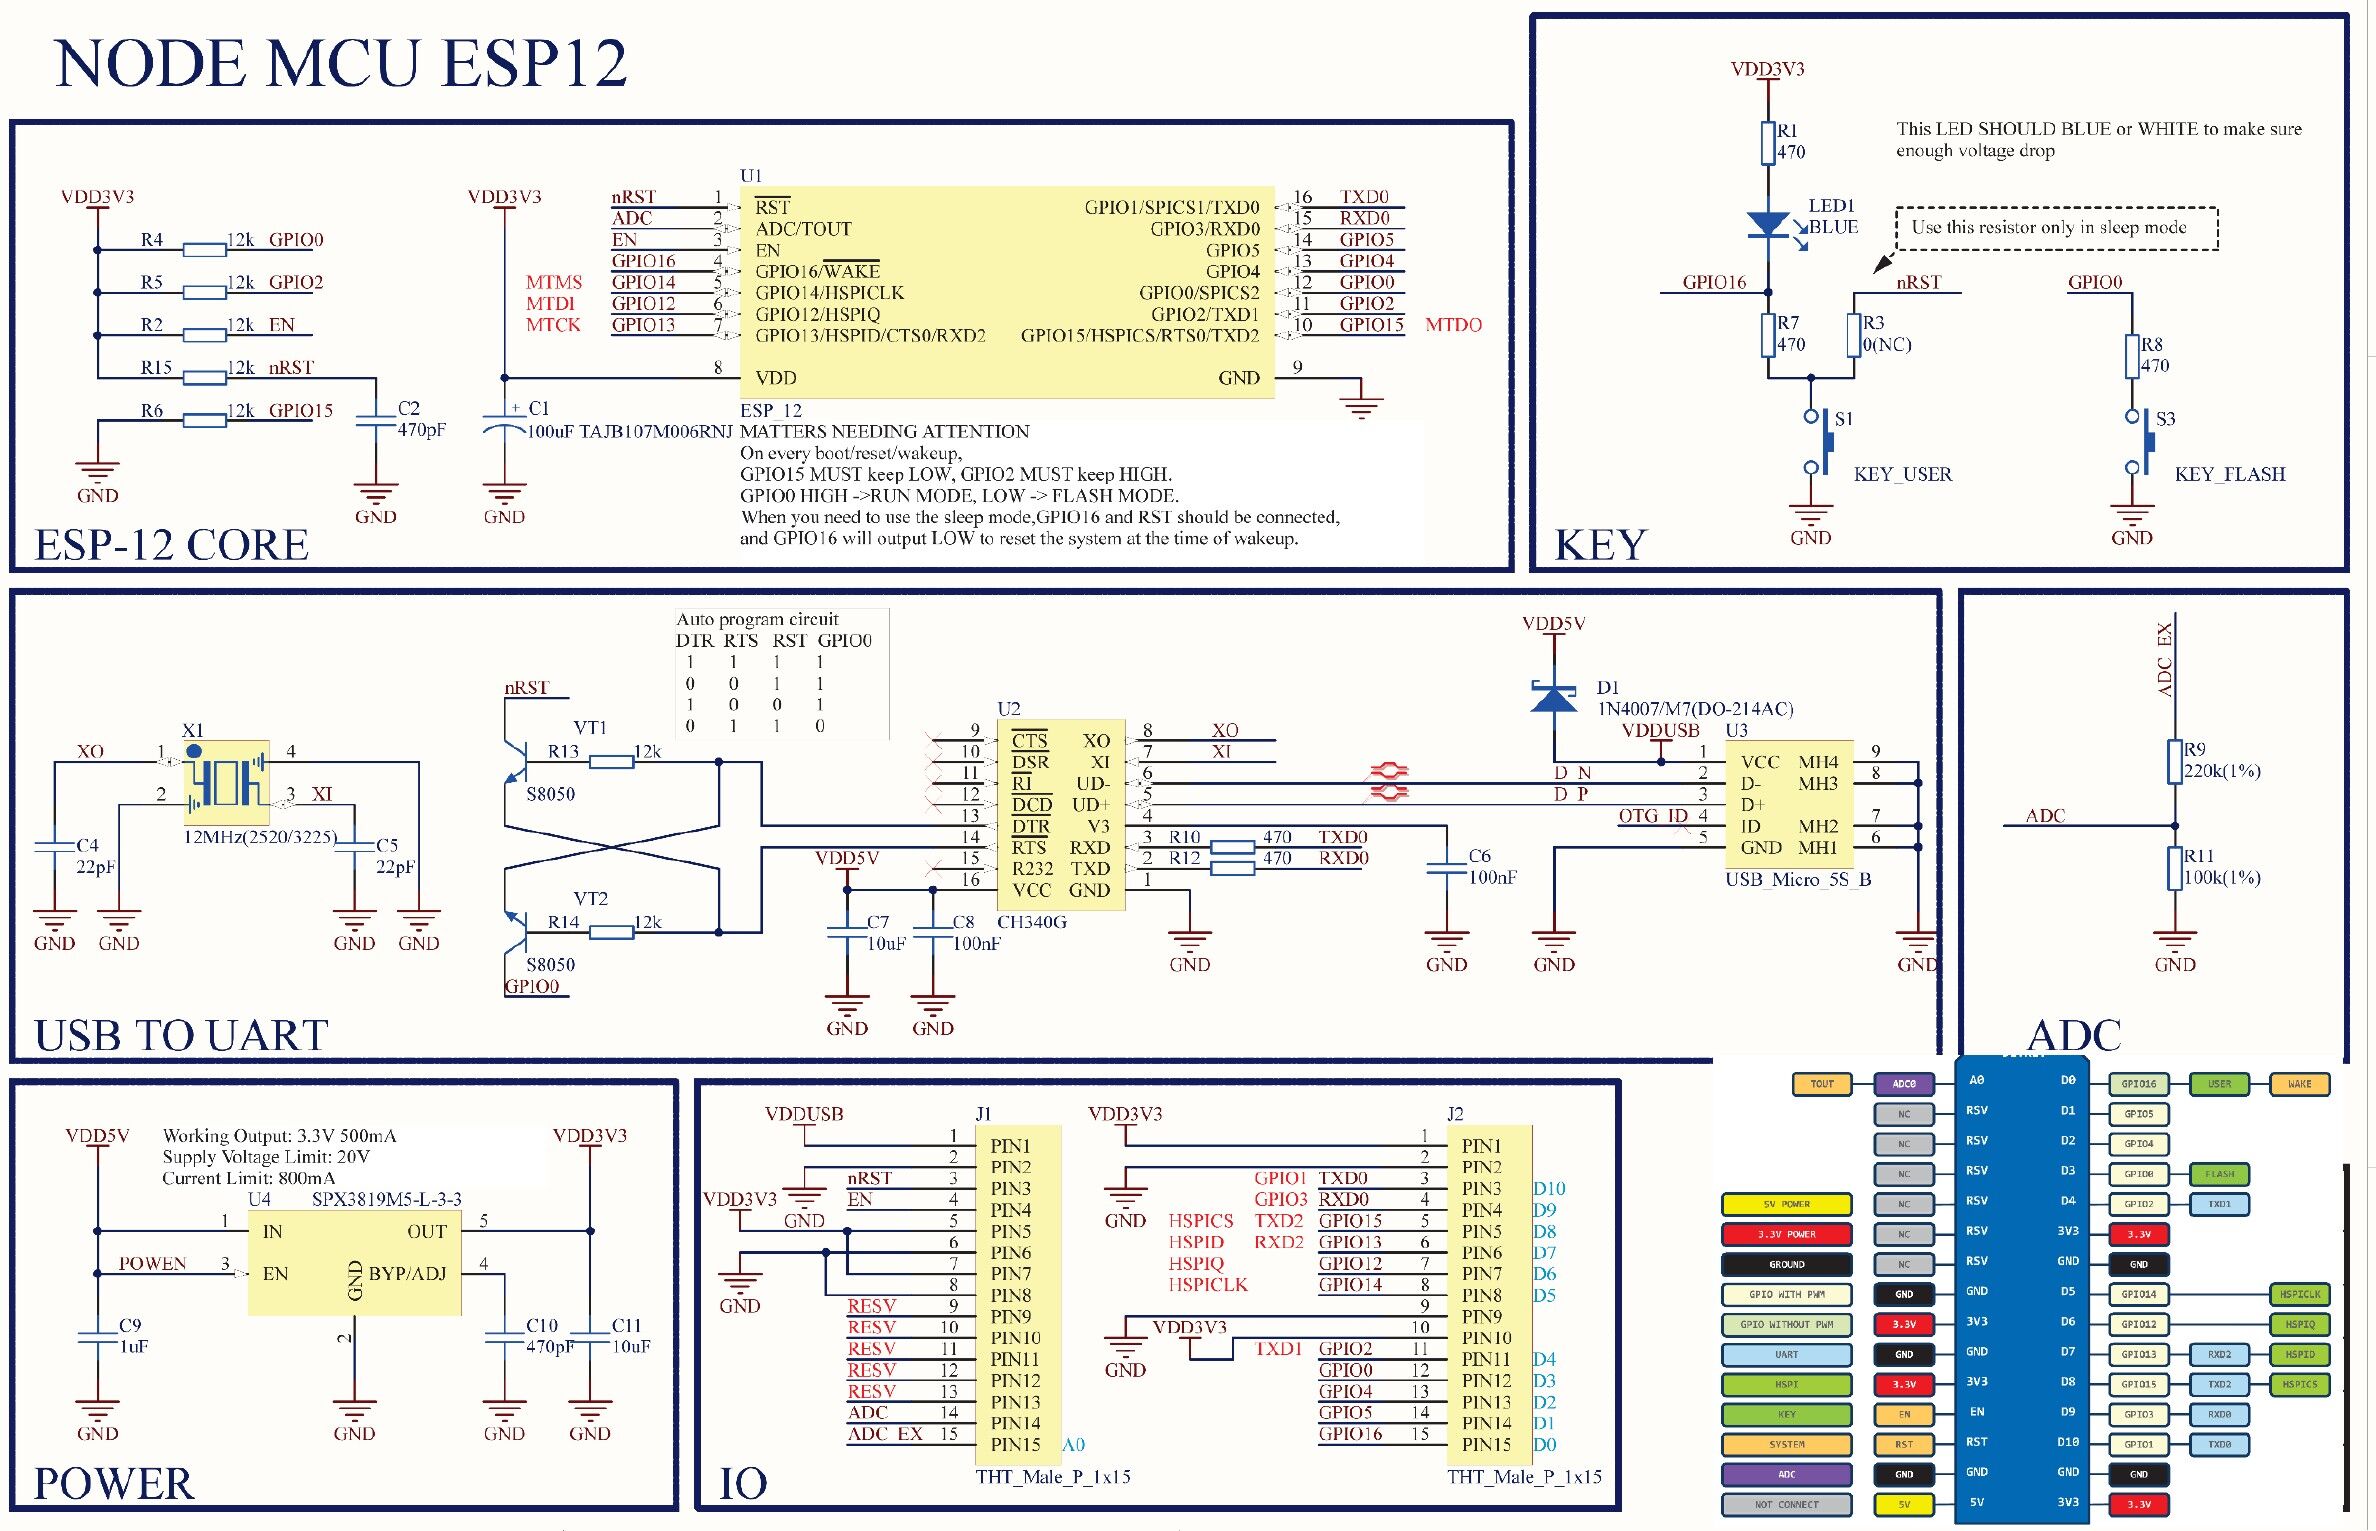 NODE MCU ESP12
VDD3V3
R4 12k GPIO0
R5 12k GPIO2
R2 12k EN
R15 12k nRST
R6 12k GPIO15
GND
C2
470pF
GND
VDD3V3
+ C1
100uF TAJB107M006RNJ
GND
U1
nRST 1 RST
ADC 2 ADC/TOUT
EN 3 EN
GPIO16 4 GPIO16/WAKE
MTMS GPIO14 5 GPIO14/HSPICLK
MTDI GPIO12 6 GPIO12/HSPIQ
MTCK GPIO13 7 GPIO13/HSPID/CTS0/RXD2
8 VDD
GPIO1/SPICS1/TXD0 16 TXD0
GPIO3/RXD0 15 RXD0
GPIO5 14 GPIO5
GPIO4 13 GPIO4
GPIO0/SPICS2 12 GPIO0
GPIO2/TXD1 11 GPIO2
GPIO15/HSPICS/RTS0/TXD2 10 GPIO15 MTDO
GND 9
ESP_12
MATTERS NEEDING ATTENTION
On every boot/reset/wakeup,
GPIO15 MUST keep LOW, GPIO2 MUST keep HIGH.
GPIO0 HIGH ->RUN MODE, LOW -> FLASH MODE.
When you need to use the sleep mode,GPIO16 and RST should be connected,
and GPIO16 will output LOW to reset the system at the time of wakeup.
ESP-12 CORE
VDD3V3
R1
470
This LED SHOULD BLUE or WHITE to make sure
enough voltage drop
LED1
BLUE
Use this resistor only in sleep mode
GPIO16
nRST
GPIO0
R7
470
R3
0(NC)
R8
470
S1
KEY_USER
S3
KEY_FLASH
GND
GND
KEY
Auto program circuit
DTR RTS RST GPIO0
1 1 1 1
0 0 1 1
1 0 0 1
0 1 1 0
X1
XO 1
4
2
3 XI
12MHz(2520/3225)
C4
22pF
C5
22pF
GND
GND
GND
GND
nRST
VT1
R13 12k
S8050
VT2
R14 12k
S8050
GPIO0
U2
9 CTS
10 DSR
11 RI
12 DCD
13 DTR
14 RTS
15 R232
16 VCC
XO 8 XO
XI 7 XI
UD- 6
UD+ 5
V3 4
RXD 3 R10 470 TXD0
TXD 2 R12 470 RXD0
GND 1
CH340G
VDD5V
C7
10uF
C8
100nF
GND
GND
GND
C6
100nF
GND
VDD5V
D1
1N4007/M7(DO-214AC)
VDDUSB
U3
1 VCC
D_N 2 D-
D_P 3 D+
OTG_ID 4 ID
5 GND
MH4 9
MH3 8
MH2 7
MH1 6
USB_Micro_5S_B
GND
GND
USB TO UART
ADC_EX
R9
220k(1%)
ADC
R11
100k(1%)
GND
ADC
VDD5V
Working Output: 3.3V 500mA
Supply Voltage Limit: 20V
Current Limit: 800mA
VDD3V3
U4 SPX3819M5-L-3-3
1 IN
OUT 5
POWEN 3 EN
GND
2
BYP/ADJ 4
C9
1uF
C10
470pF
C11
10uF
GND
GND
GND
GND
POWER
VDDUSB
J1
1 PIN1
2 PIN2
nRST 3 PIN3
EN 4 PIN4
5 PIN5
6 PIN6
7 PIN7
8 PIN8
RESV 9 PIN9
RESV 10 PIN10
RESV 11 PIN11
RESV 12 PIN12
RESV 13 PIN13
ADC 14 PIN14
ADC EX 15 PIN15 A0
VDD3V3
GND
GND
THT_Male_P_1x15
VDD3V3
J2
1 PIN1
2 PIN2
GPIO1 TXD0 3 PIN3 D10
GPIO3 RXD0 4 PIN4 D9
HSPICS TXD2 GPIO15 5 PIN5 D8
HSPID RXD2 GPIO13 6 PIN6 D7
HSPIQ GPIO12 7 PIN7 D6
HSPICLK GPIO14 8 PIN8 D5
9 PIN9
10 PIN10
TXD1 GPIO2 11 PIN11 D4
GPIO0 12 PIN12 D3
GPIO4 13 PIN13 D2
GPIO5 14 PIN14 D1
GPIO16 15 PIN15 D0
GND
VDD3V3
GND
THT_Male_P_1x15
IO
TOUT ADC0 A0 D0 GPIO16 USER WAKE
NC RSV D1 GPIO5
NC RSV D2 GPIO4
NC RSV D3 GPIO0 FLASH
5V POWER NC RSV D4 GPIO2 TXD1
3.3V POWER NC RSV 3V3 3.3V
GROUND NC RSV GND GND
GPIO WITH PWM GND GND D5 GPIO14 HSPICLK
GPIO WITHOUT PWM 3.3V 3V3 D6 GPIO12 HSPIQ
UART GND GND D7 GPIO13 RXD2 HSPID
HSPI 3.3V 3V3 D8 GPIO15 TXD2 HSPICS
KEY EN EN D9 GPIO3 RXD0
SYSTEM RST RST D10 GPIO1 TXD0
ADC GND GND GND GND
NOT CONNECT 5V 5V 3V3 3.3V